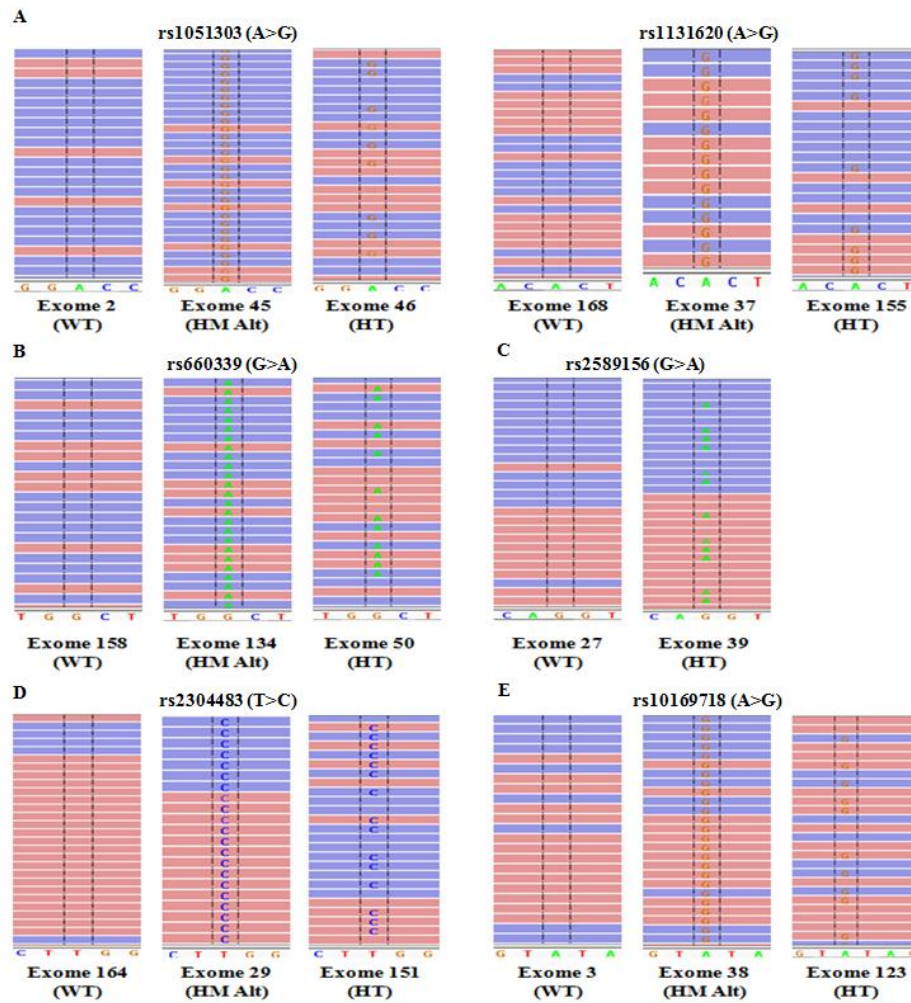 A
rs1051303 (A>G)
rs1131620 (A>G)
G G A C C
G G A C C
G G A C C
A C A C T
A C A C T
A C A C T
Exome 2
(WT)
Exome 45
(HM Alt)
Exome 46
(HT)
Exome 168
(WT)
Exome 37
(HM Alt)
Exome 155
(HT)
B
rs660339 (G>A)
C
rs2589156 (G>A)
T G G C T
T G G C T
T G G C T
C A G G T
C A G G T
Exome 158
(WT)
Exome 134
(HM Alt)
Exome 50
(HT)
Exome 27
(WT)
Exome 39
(HT)
D
rs2304483 (T>C)
E
rs10169718 (A>G)
C T T G G
C T T G G
C T T G G
G T A T A
G T A T A
G T A T A G
Exome 164
(WT)
Exome 29
(HM Alt)
Exome 151
(HT)
Exome 3
(WT)
Exome 38
(HM Alt)
Exome 123
(HT)